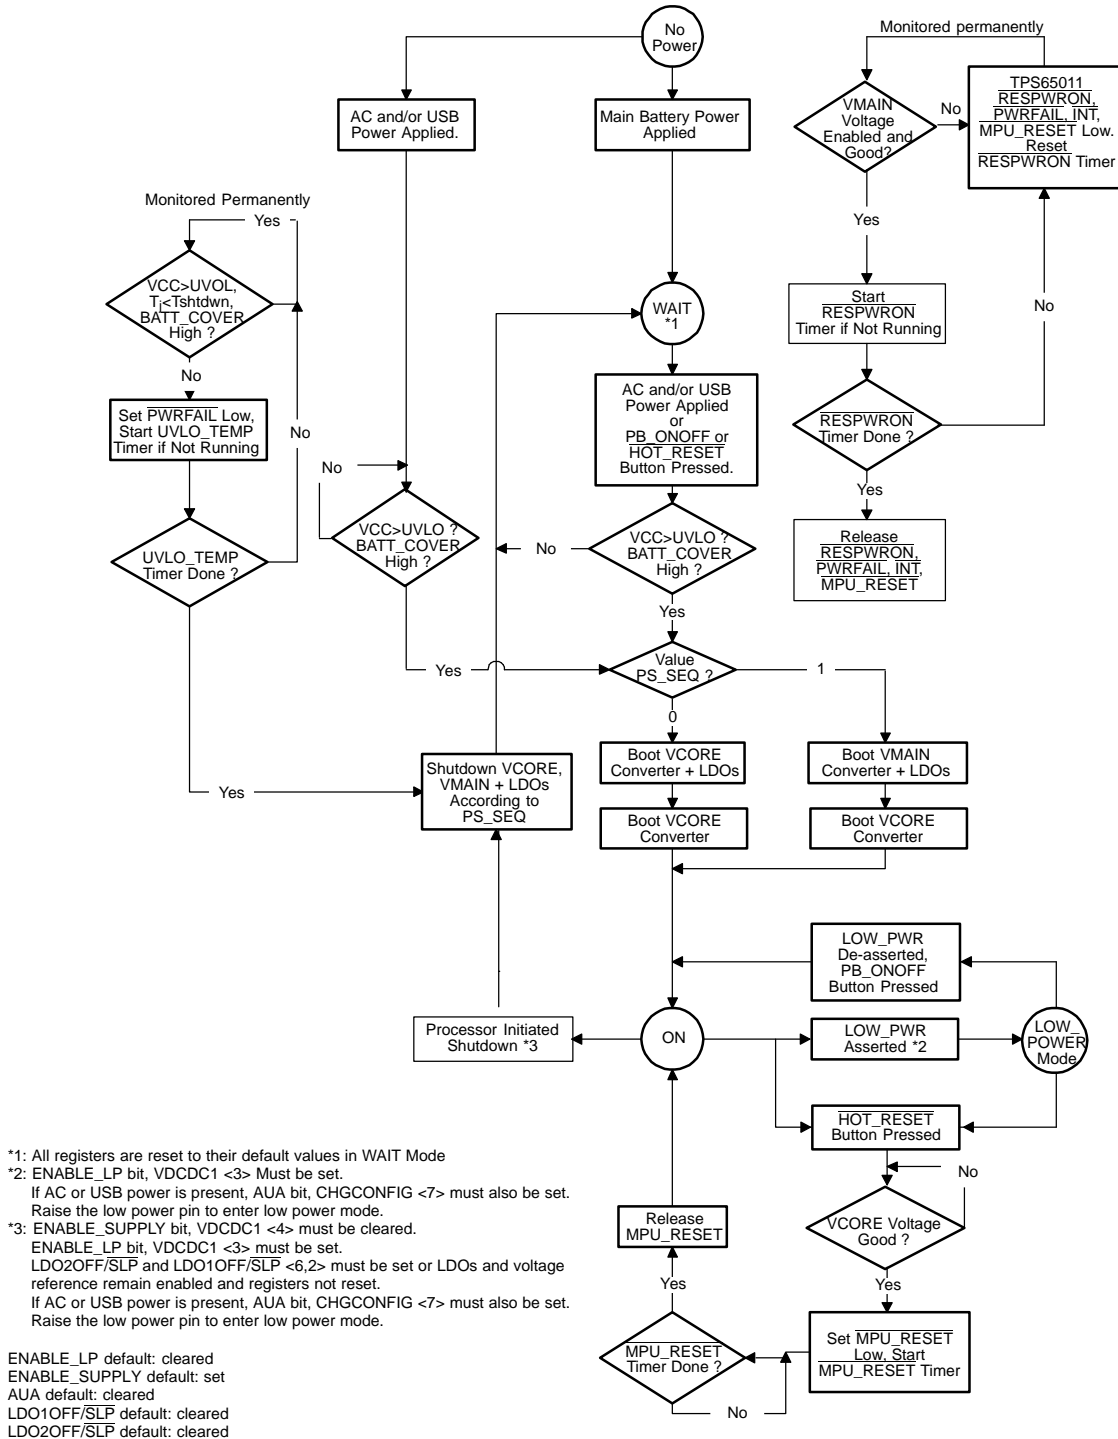 No
Power
Monitored permanently
AC and/or USB
Power Applied.
Main Battery Power
Applied
VMAIN
Voltage
Enabled and
Good?
No
TPS65011
RESPWRON,
PWRFAIL, INT,
MPU_RESET Low.
Reset
RESPWRON Timer
Monitored Permanently
Yes
Yes
VCC>UVOL,
Tj<Tshtdwn,
BATT_COVER
High ?
WAIT
*1
Start
RESPWRON
Timer if Not Running
No
No
Set PWRFAIL Low,
Start UVLO_TEMP
Timer if Not Running
No
AC and/or USB
Power Applied
or
PB_ONOFF or
HOT_RESET
Button Pressed.
RESPWRON
Timer Done ?
No
Yes
VCC>UVLO ?
BATT_COVER
High ?
No
VCC>UVLO ?
BATT_COVER
High ?
Release
RESPWRON,
PWRFAIL, INT,
MPU_RESET
UVLO_TEMP
Timer Done ?
Yes
Yes
Value
PS_SEQ ?
1
0
Boot VCORE
Converter + LDOs
Boot VMAIN
Converter + LDOs
Yes
Shutdown VCORE,
VMAIN + LDOs
According to
PS_SEQ
Boot VCORE
Converter
Boot VCORE
Converter
LOW_PWR
De-asserted,
PB_ONOFF
Button Pressed
Processor Initiated
Shutdown *3
ON
LOW_PWR
Asserted *2
LOW_
POWER
Mode
HOT_RESET
Button Pressed
No
VCORE Voltage
Good ?
Release
MPU_RESET
Yes
Yes
MPU_RESET
Timer Done ?
Set MPU_RESET
Low, Start
MPU_RESET Timer
No
*1: All registers are reset to their default values in WAIT Mode
*2: ENABLE_LP bit, VDCDC1 <3> Must be set.
If AC or USB power is present, AUA bit, CHGCONFIG <7> must also be set.
Raise the low power pin to enter low power mode.
*3: ENABLE_SUPPLY bit, VDCDC1 <4> must be cleared.
ENABLE_LP bit, VDCDC1 <3> must be set.
LDO2OFF/SLP and LDO1OFF/SLP <6,2> must be set or LDOs and voltage
reference remain enabled and registers not reset.
If AC or USB power is present, AUA bit, CHGCONFIG <7> must also be set.
Raise the low power pin to enter low power mode.
ENABLE_LP default: cleared
ENABLE_SUPPLY default: set
AUA default: cleared
LDO1OFF/SLP default: cleared
LDO2OFF/SLP default: cleared